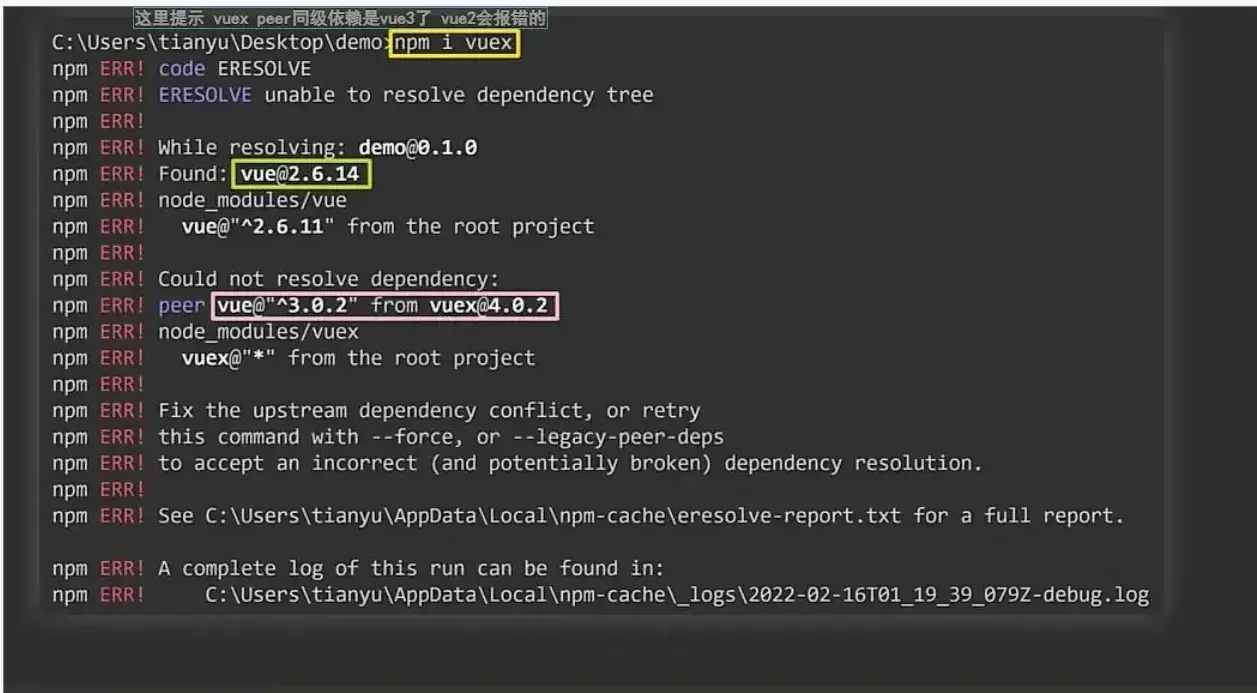 这里提示 vuex peer同级依赖是vue3了 vue2会报错的
C:\Users\tianyu\Desktop\demo>npm i vuex
npm ERR! code ERESOLVE
npm ERR! ERESOLVE unable to resolve dependency tree
npm ERR!
npm ERR! While resolving: demo@0.1.0
npm ERR! Found: vue@2.6.14
npm ERR! node_modules/vue
npm ERR!   vue@"^2.6.11" from the root project
npm ERR!
npm ERR! Could not resolve dependency:
npm ERR! peer vue@"^3.0.2" from vuex@4.0.2
npm ERR! node_modules/vuex
npm ERR!   vuex@"*" from the root project
npm ERR!
npm ERR! Fix the upstream dependency conflict, or retry
npm ERR! this command with --force, or --legacy-peer-deps
npm ERR! to accept an incorrect (and potentially broken) dependency resolution.
npm ERR!
npm ERR! See C:\Users\tianyu\AppData\Local\npm-cache\eresolve-report.txt for a full report.
npm ERR! A complete log of this run can be found in:
npm ERR!     C:\Users\tianyu\AppData\Local\npm-cache\_logs\2022-02-16T01_19_39_079Z-debug.log